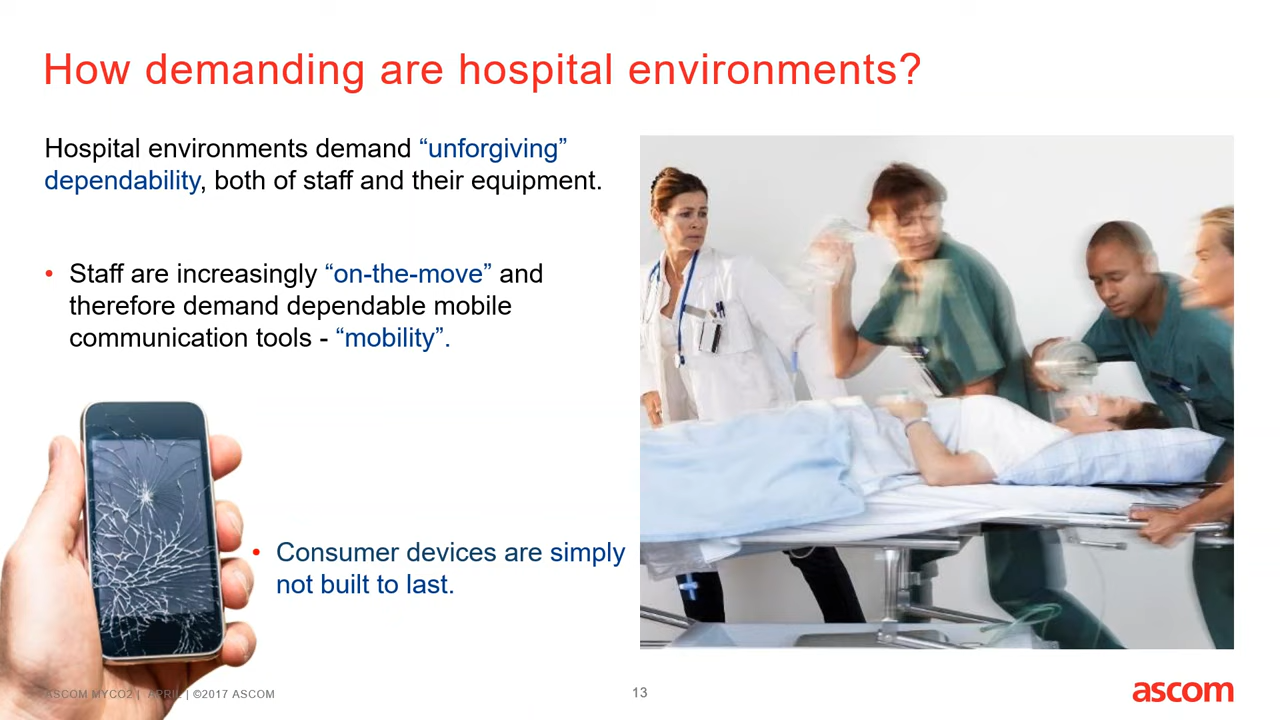 How demanding are hospital environments?
Hospital environments demand “unforgiving”
dependability, both of staff and their equipment.
• Staff are increasingly “on-the-move” and
therefore demand dependable mobile
communication tools - “mobility”.
• Consumer devices are simply
not built to last.
ASCOM MYCO2 | APRIL | ©2017 ASCOM
13
ascom